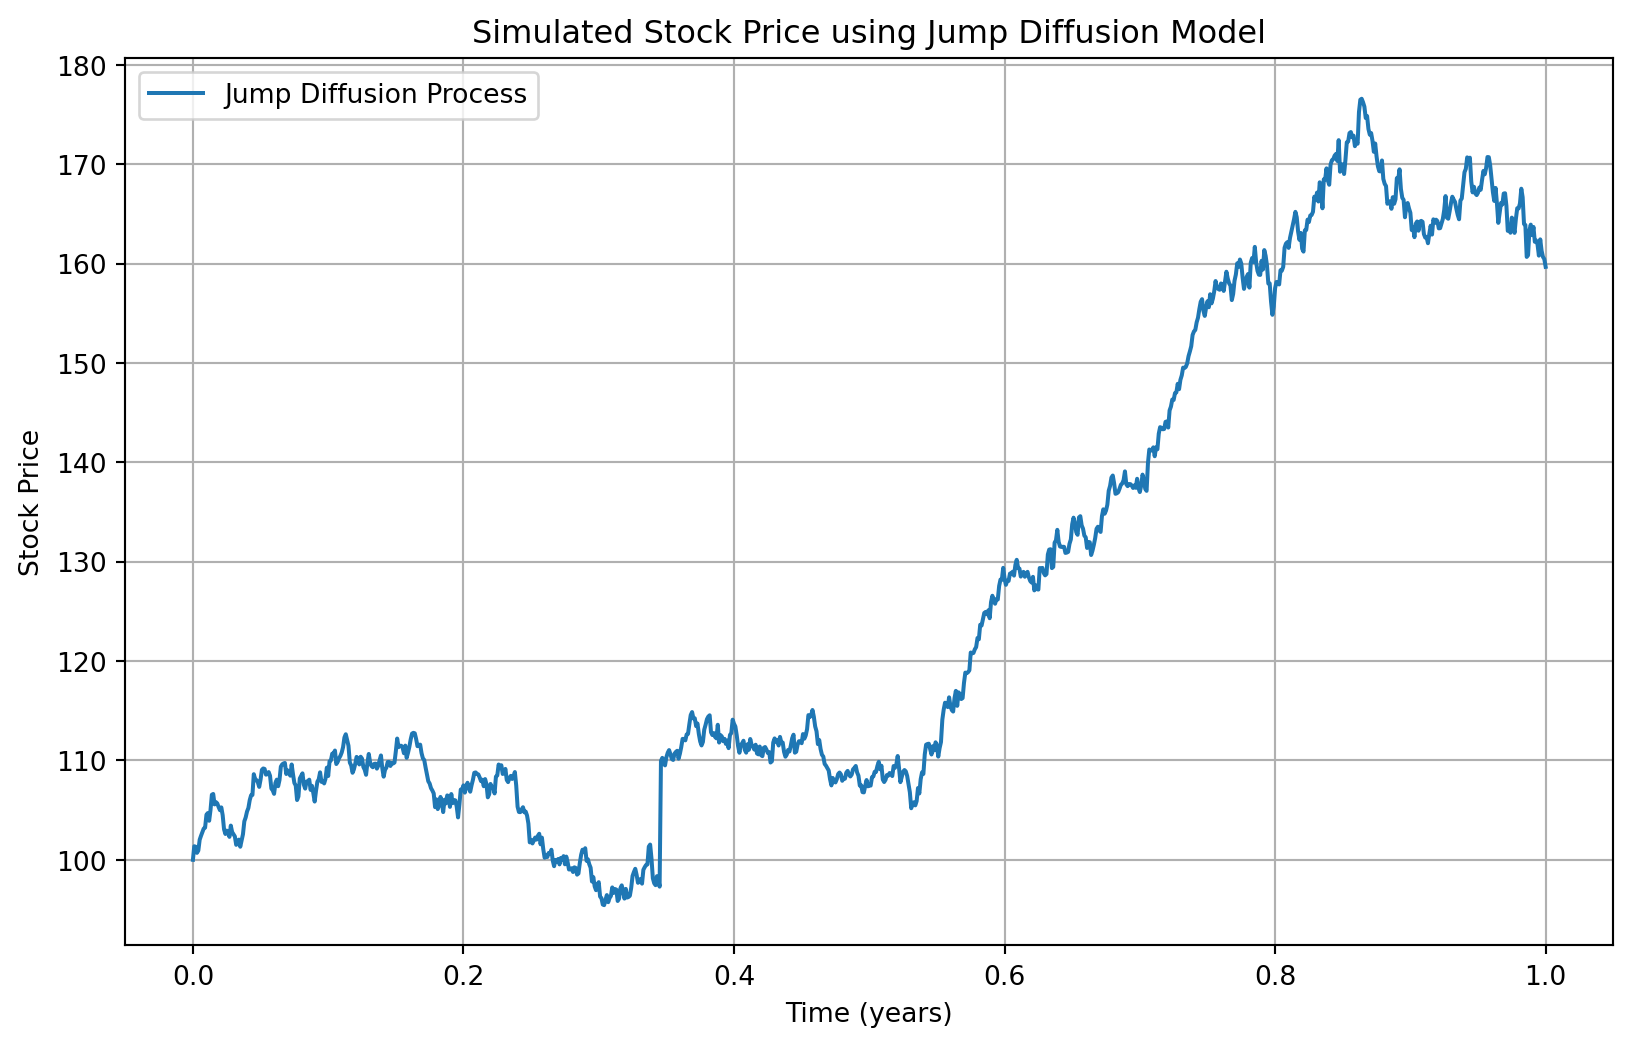 Simulated Stock Price using Jump Diffusion Model
Jump Diffusion Process
Stock Price
180
170
160
150
140
130
120
110
100
0.0 0.2 0.4 0.6 0.8 1.0
Time (years)